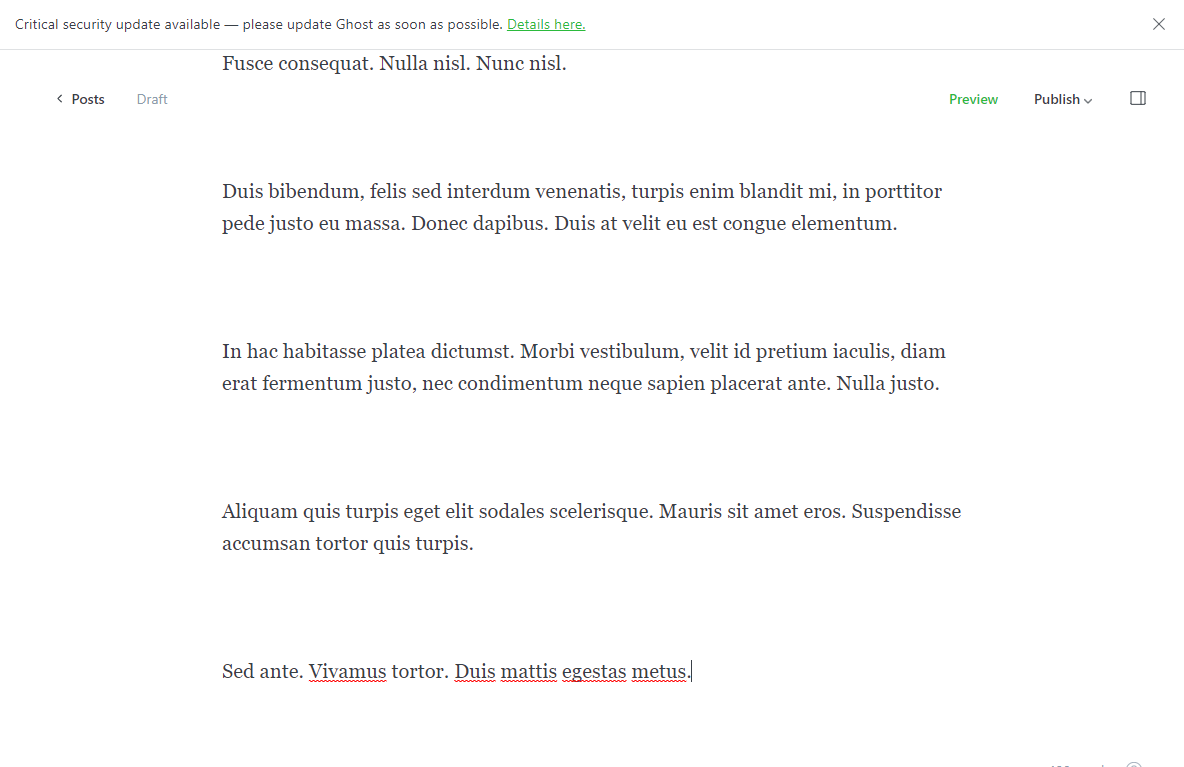 Critical security update available — please update Ghost as soon as possible. Details here.
Fusce consequat. Nulla nisl. Nunc nisl.
Posts
Draft
Preview
Publish
Duis bibendum, felis sed interdum venenatis, turpis enim blandit mi, in porttitor
pede justo eu massa. Donec dapibus. Duis at velit eu est congue elementum.
In hac habitasse platea dictumst. Morbi vestibulum, velit id pretium iaculis, diam
erat fermentum justo, nec condimentum neque sapien placerat ante. Nulla justo.
Aliquam quis turpis eget elit sodales scelerisque. Mauris sit amet eros. Suspendisse
accumsan tortor quis turpis.
Sed ante. Vivamus tortor. Duis mattis egestas metus.